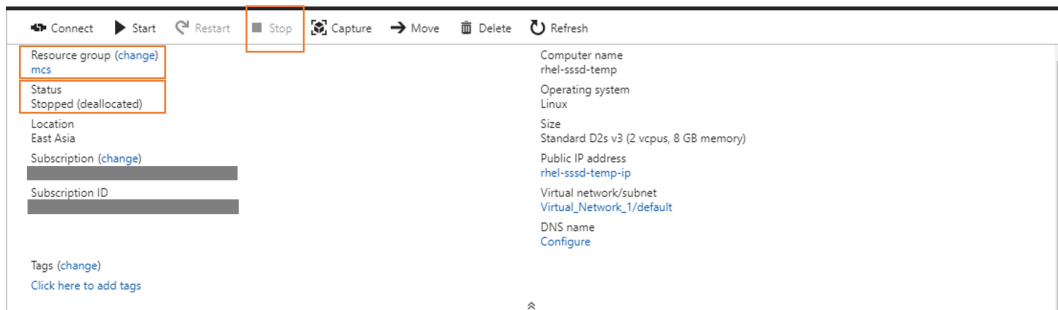 Connect Start Restart Stop Capture Move Delete Refresh
Resource group (change)
mcs
Status
Stopped (deallocated)
Location
East Asia
Subscription (change)
Subscription ID
Tags (change)
Click here to add tags
Computer name
rhel-sssd-temp
Operating system
Linux
Size
Standard D2s v3 (2 vcpus, 8 GB memory)
Public IP address
rhel-sssd-temp-ip
Virtual network/subnet
Virtual_Network_1/default
DNS name
Configure